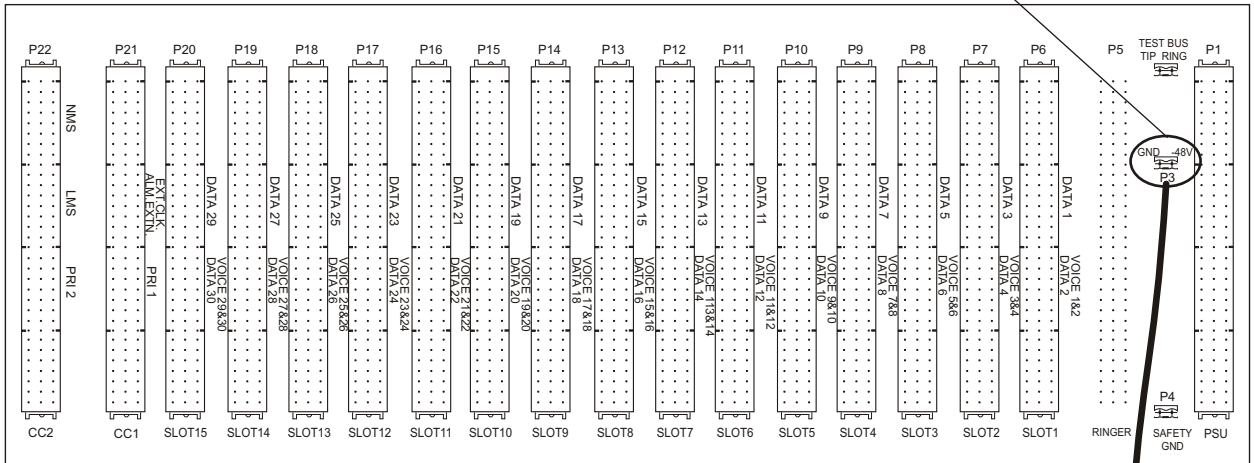 P22 P21 P20 P19 P18 P17 P16 P15 P14 P13 P12 P11 P10 P9 P8 P7 P6 P5 TEST BUS P1
TIP RING
NMS
LMS
PRI 2
EXT.CLK.
ALM.EXTN.
PRI 1
DATA 29
VOICE 29&30
DATA 30
DATA 27
VOICE 27&28
DATA 28
DATA 25
VOICE 25&26
DATA 26
DATA 23
VOICE 23&24
DATA 24
DATA 21
VOICE 21&22
DATA 22
DATA 19
VOICE 19&20
DATA 20
DATA 17
VOICE 17&18
DATA 18
DATA 15
VOICE 15&16
DATA 16
DATA 13
VOICE 113&14
DATA 14
DATA 11
VOICE 11&12
DATA 12
DATA 9
VOICE 9&10
DATA 10
DATA 7
VOICE 7&8
DATA 8
DATA 5
VOICE 5&6
DATA 6
DATA 3
VOICE 3&4
DATA 4
DATA 1
VOICE 1&2
DATA 2
GND -48V
P3
P4
CC2 CC1 SLOT15 SLOT14 SLOT13 SLOT12 SLOT11 SLOT10 SLOT9 SLOT8 SLOT7 SLOT6 SLOT5 SLOT4 SLOT3 SLOT2 SLOT1 RINGER SAFETY PSU
GND